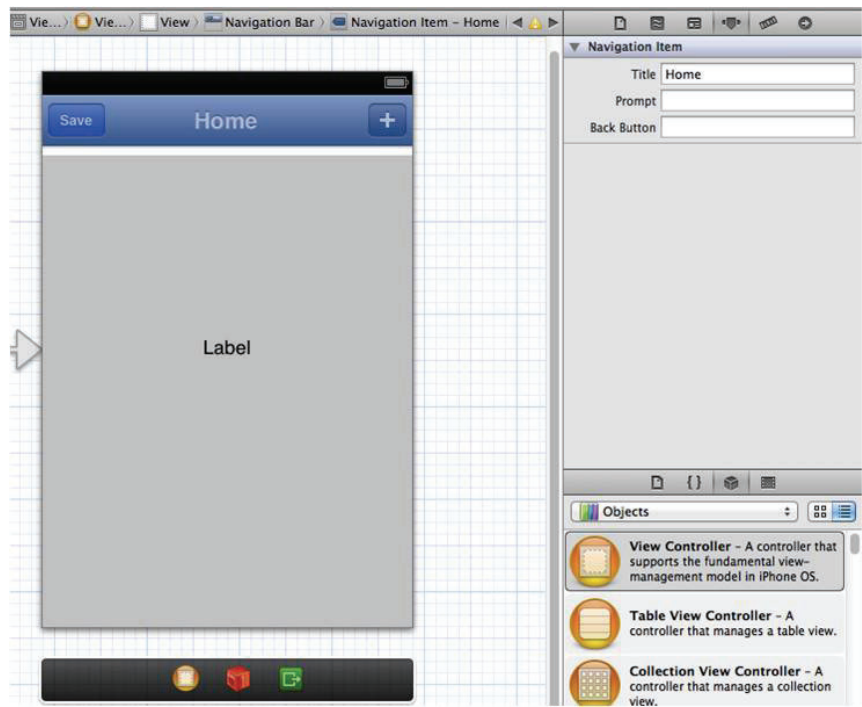 Vie... Vie... View Navigation Bar Navigation Item – Home
Navigation Item
Title Home
Prompt
Back Button
Save Home +
Label
{}
Objects
View Controller – A controller that
supports the fundamental view-
management model in iPhone OS.
Table View Controller – A
controller that manages a table view.
Collection View Controller – A
controller that manages a collection
view.